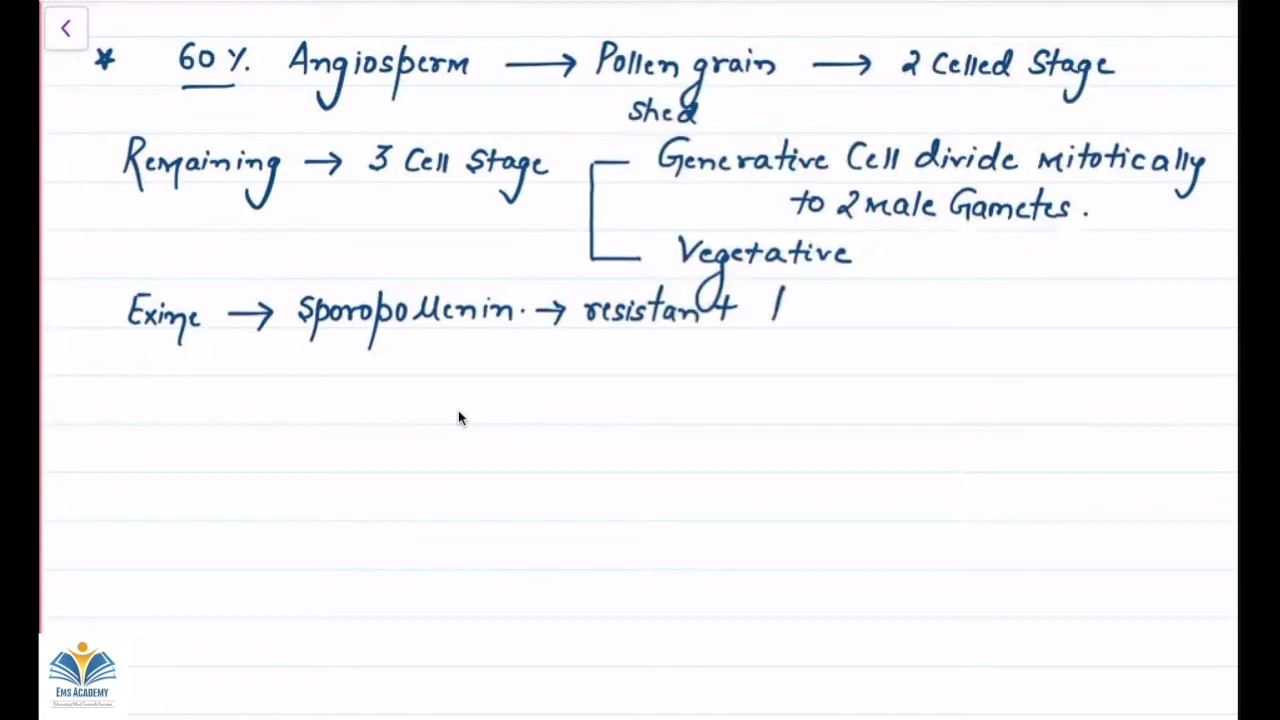 * 60 %. Angiosperm → Pollen grain → 2 Celled Stage
shed
Remaining → 3 Cell Stage Generative Cell divide mitotically
to 2 male Gametes.
Vegetative
Exine → Sporopollenin. → resistant
EMS ACADEMY